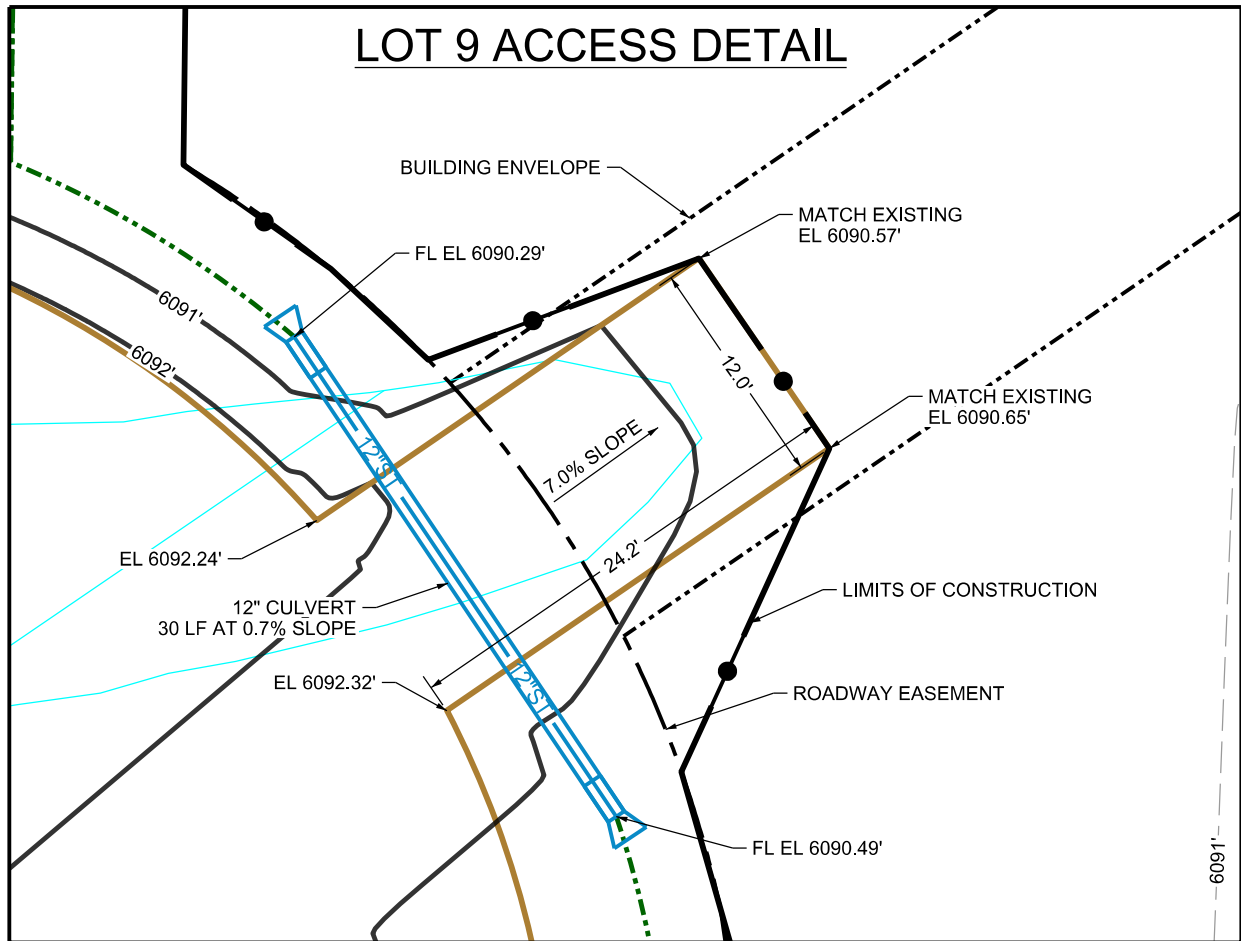 LOT 9 ACCESS DETAIL
BUILDING ENVELOPE
MATCH EXISTING
EL 6090.57'
FL EL 6090.29'
6091'
6092'
12.0'
MATCH EXISTING
EL 6090.65'
12"ST
7.0% SLOPE
24.2'
EL 6092.24'
12" CULVERT
30 LF AT 0.7% SLOPE
LIMITS OF CONSTRUCTION
EL 6092.32'
12"ST
ROADWAY EASEMENT
FL EL 6090.49'
6091'